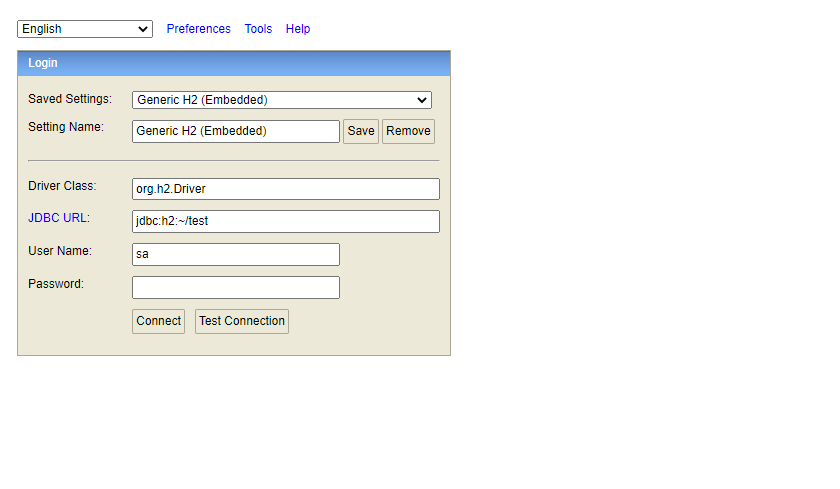 English Preferences Tools Help
Login
Saved Settings: Generic H2 (Embedded)
Setting Name: Generic H2 (Embedded) Save Remove
Driver Class: org.h2.Driver
JDBC URL: jdbc:h2:~/test
User Name: sa
Password:
Connect Test Connection